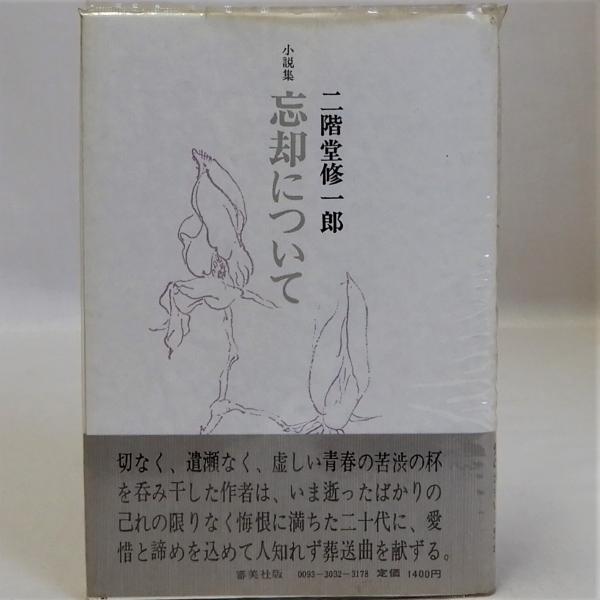 二階堂修一郎
小説集
忘却について
切なく、遣瀬なく、虚しい青春の苦渋の杯
を呑み干した作者は、いま逝ったばかりの
己れの限りなく悔恨に満ちた二十代に、愛
惜と諦めを込めて人知れず葬送曲を献ずる。
審美社版 0093-3032-3178 定価 1400円